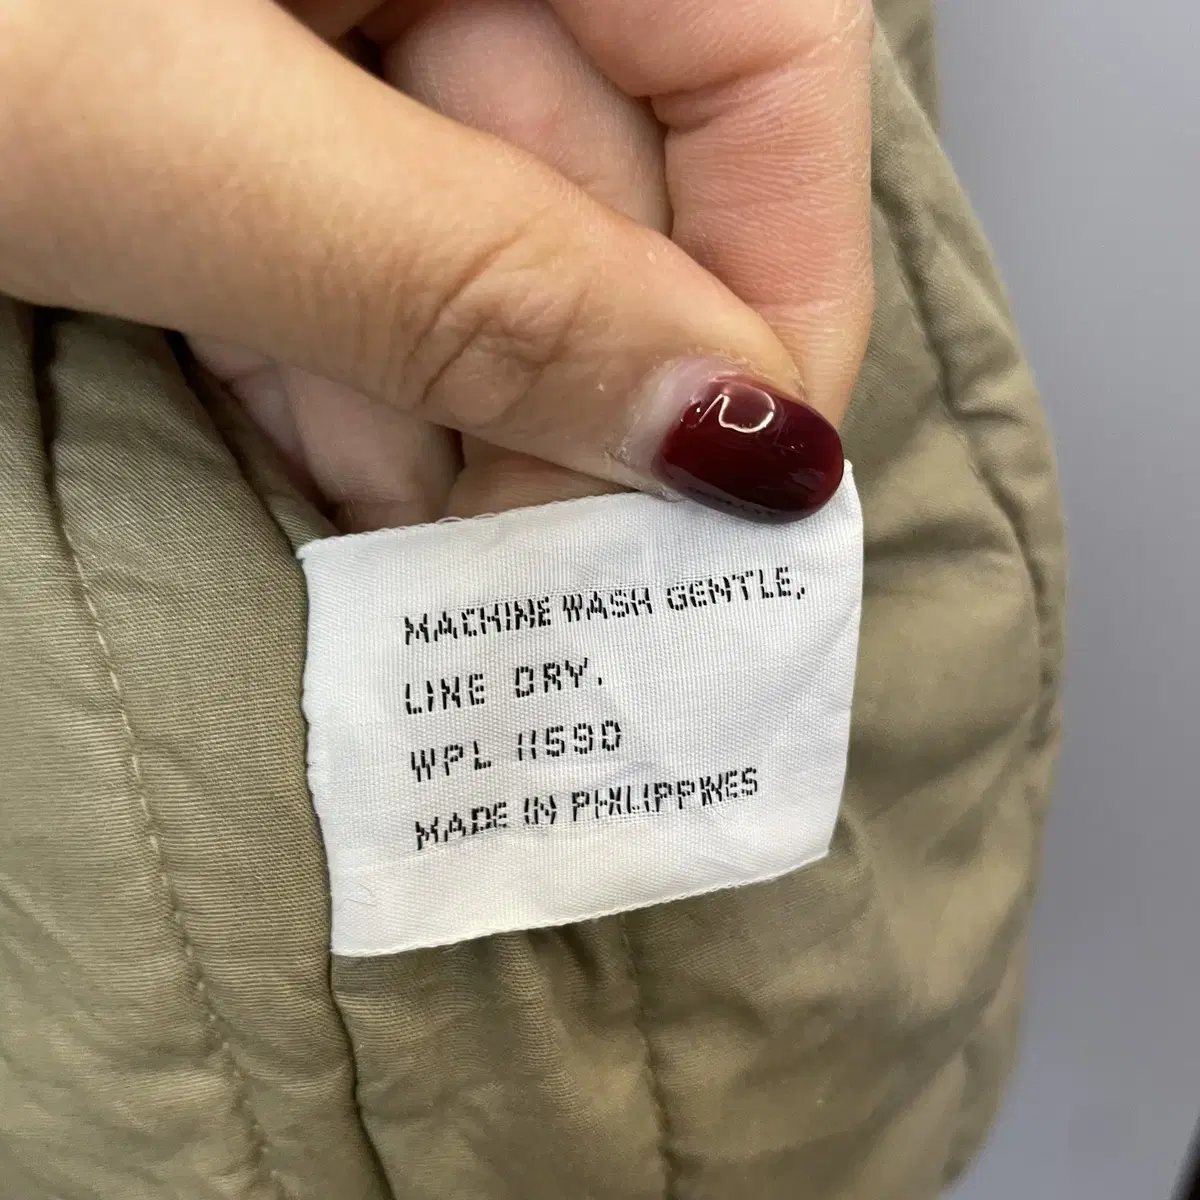 MACHINE WASH GENTLE,
LINE DRY.
WPL 11590
MADE IN PHILIPPINES